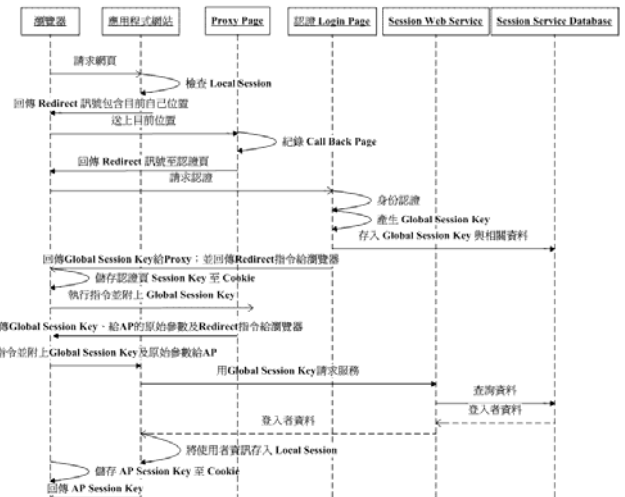 瀏覽器
應用程式網站
Proxy Page
認證 Login Page
Session Web Service
Session Service Database
請求網頁
檢查 Local Session
回傳 Redirect 訊號包含目前自己位置
送上目前位置
紀錄 Call Back Page
回傳 Redirect 訊號至認證頁
請求認證
身份認證
產生 Global Session Key
存入 Global Session Key 與相關資料
回傳Global Session Key給Proxy；並回傳Redirect指令給瀏覽器
儲存認證頁 Session Key 至 Cookie
執行指令並附上 Global Session Key
傳Global Session Key、給AP的原始參數及Redirect指令給瀏覽器
指令並附上Global Session Key及原始參數給AP
用Global Session Key請求服務
查詢資料
登入者資料
登入者資料
將使用者資訊存入 Local Session
儲存 AP Session Key 至 Cookie
回傳 AP Session Key